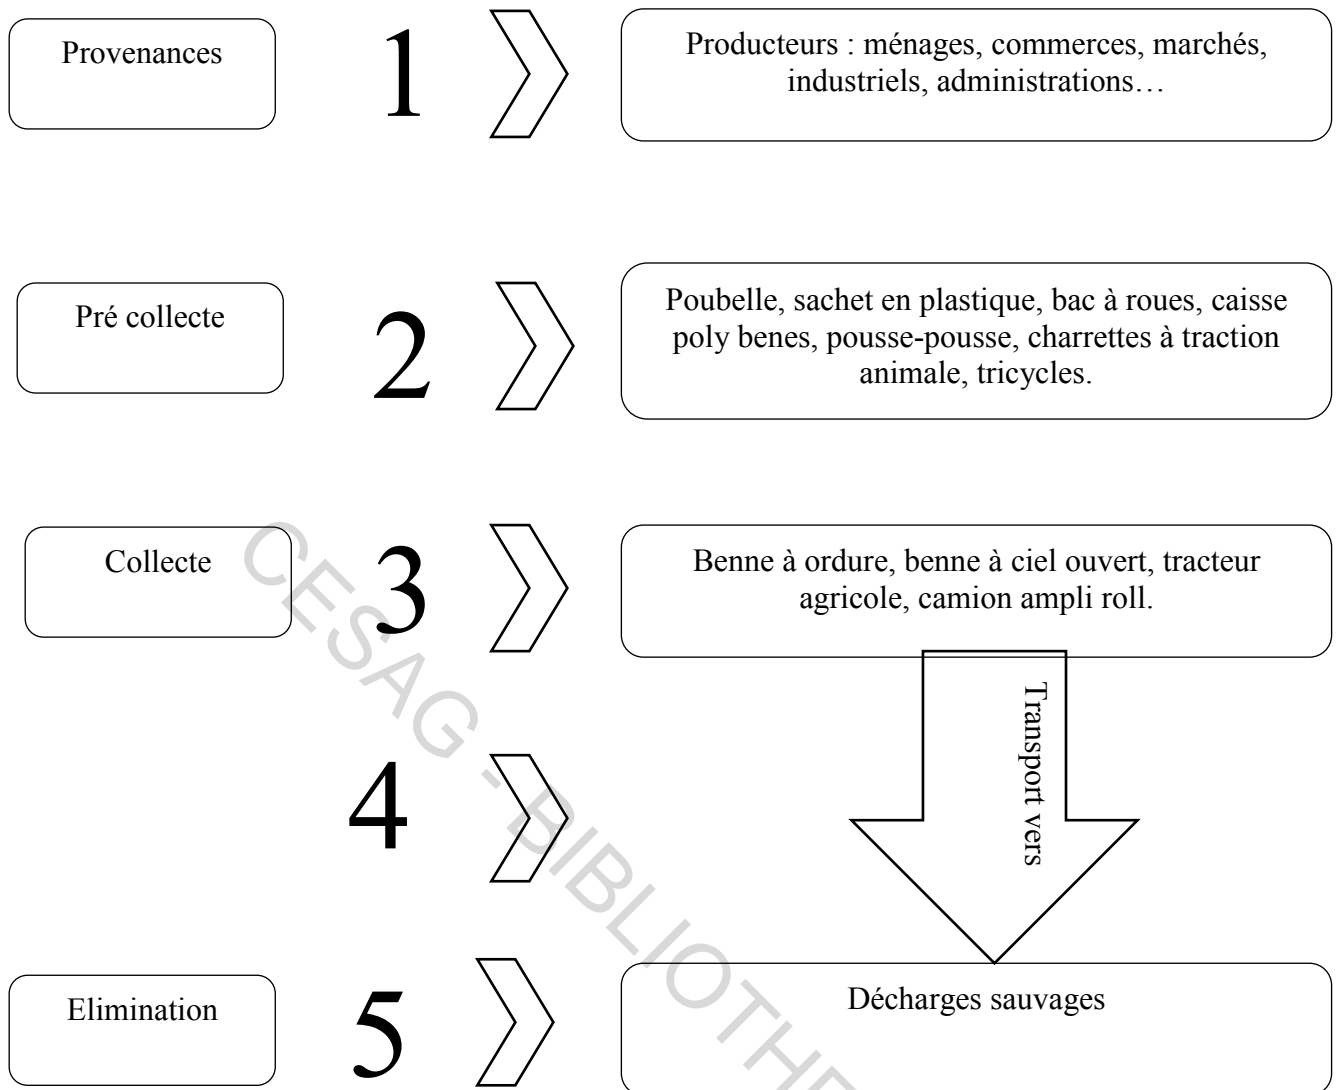 Provenances
1
Producteurs : ménages, commerces, marchés,
industriels, administrations…
Pré collecte
2
Poubelle, sachet en plastique, bac à roues, caisse
poly benes, pousse-pousse, charrettes à traction
animale, tricycles.
Collecte
3
Benne à ordure, benne à ciel ouvert, tracteur
agricole, camion ampli roll.
4
Transport vers
Elimination
5
Décharges sauvages
CESAG - BIBLIOTHE